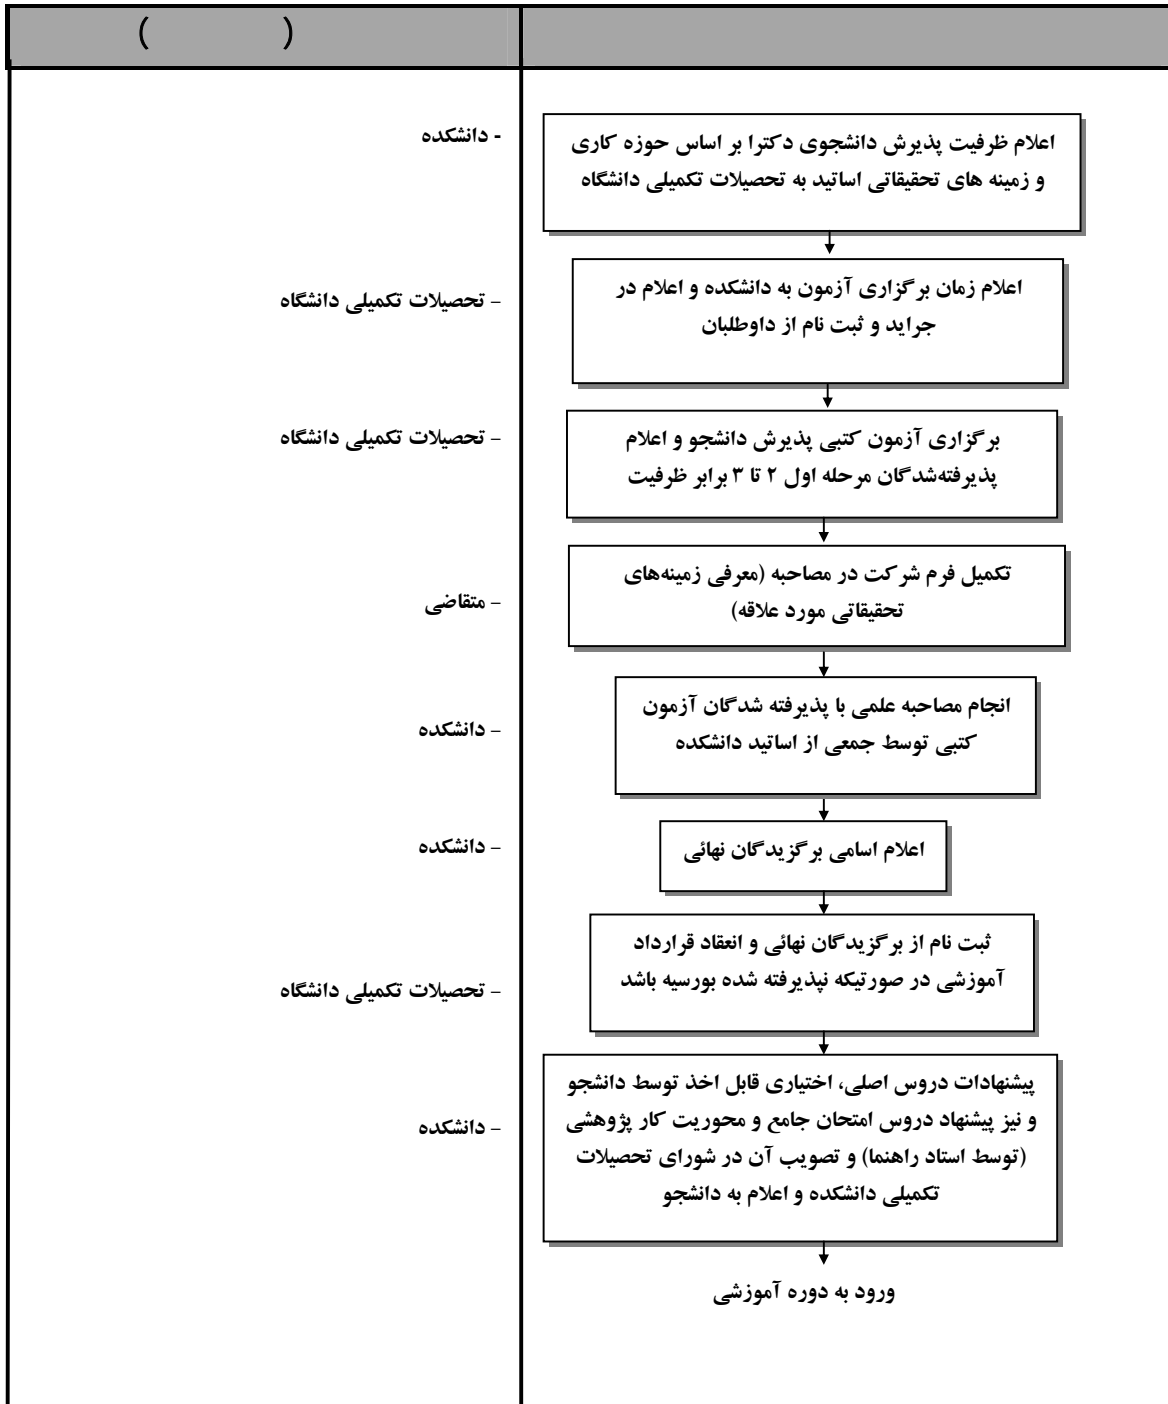 (            )
اعلام ظرفیت پذیرش دانشجوی دکترا بر اساس حوزه کاری
و زمینه های تحقیقاتی اساتید به تحصیلات تکمیلی دانشگاه
- دانشکده
اعلام زمان برگزاری آزمون به دانشکده و اعلام در
جراید و ثبت نام از داوطلبان
- تحصیلات تکمیلی دانشگاه
برگزاری آزمون کتبی پذیرش دانشجو و اعلام
پذیرفته‌شدگان مرحله اول ۲ تا ۳ برابر ظرفیت
- تحصیلات تکمیلی دانشگاه
تکمیل فرم شرکت در مصاحبه (معرفی زمینه‌های
تحقیقاتی مورد علاقه)
- متقاضی
انجام مصاحبه علمی با پذیرفته شدگان آزمون
کتبی توسط جمعی از اساتید دانشکده
- دانشکده
اعلام اسامی برگزیدگان نهائی
- دانشکده
ثبت نام از برگزیدگان نهائی و انعقاد قرارداد
آموزشی در صورتیکه نپذیرفته شده بورسیه باشد
- تحصیلات تکمیلی دانشگاه
پیشنهادات دروس اصلی، اختیاری قابل اخذ توسط دانشجو
و نیز پیشنهاد دروس امتحان جامع و محوریت کار پژوهشی
(توسط استاد راهنما) و تصویب آن در شورای تحصیلات
تکمیلی دانشکده و اعلام به دانشجو
- دانشکده
ورود به دوره آموزشی